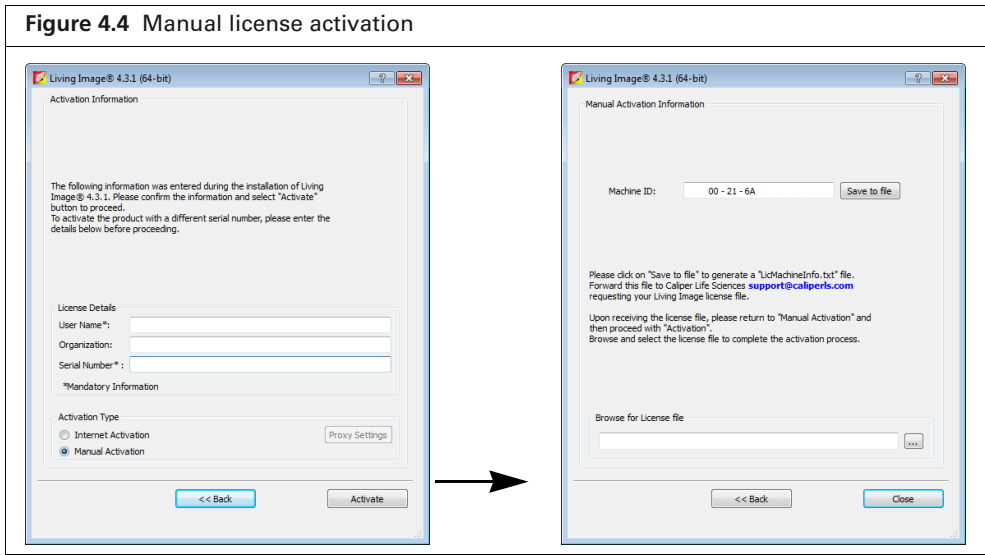 Figure 4.4 Manual license activation
Living Image® 4.3.1 (64-bit)
Activation Information
The following information was entered during the installation of Living
Image® 4.3.1. Please confirm the information and select "Activate"
button to proceed.
To activate the product with a different serial number, please enter the
details below before proceeding.
License Details
User Name*:
Organization:
Serial Number* :
*Mandatory Information
Activation Type
Internet Activation
Proxy Settings
Manual Activation
<< Back
Activate
Living Image® 4.3.1 (64-bit)
Manual Activation Information
Machine ID:
00 - 21 - 6A
Save to file
Please click on "Save to file" to generate a "LicMachineInfo.txt" file.
Forward this file to Caliper Life Sciences support@caliperls.com
requesting your Living Image license file.
Upon receiving the license file, please return to "Manual Activation" and
then proceed with "Activation".
Browse and select the license file to complete the activation process.
Browse for License file
...
<< Back
Close